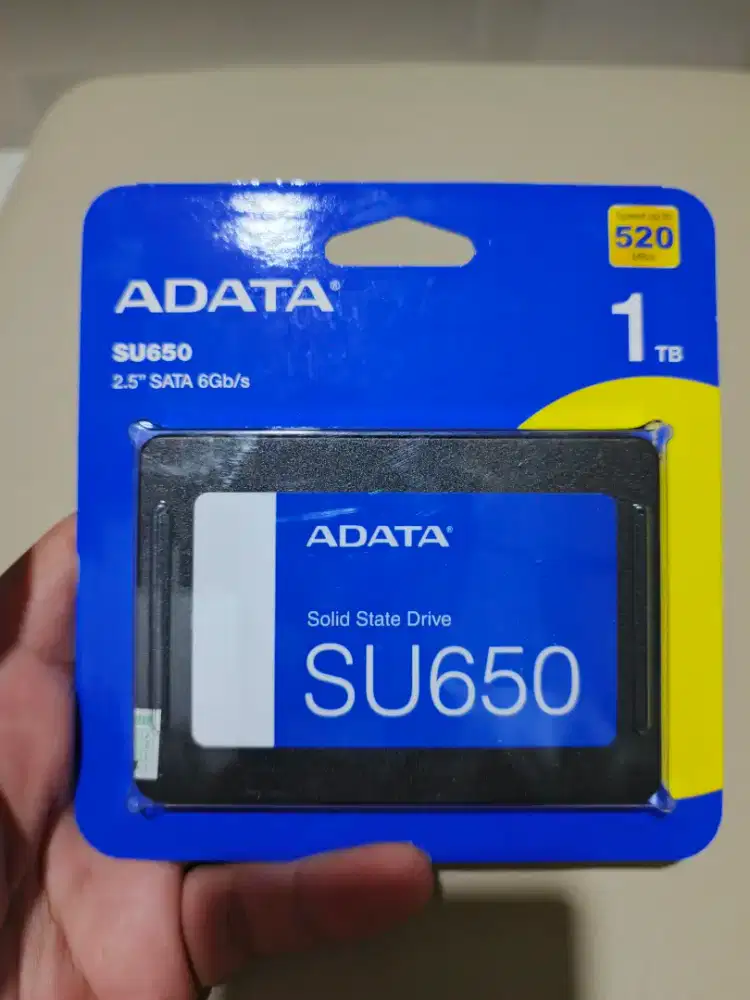 Speed up to
520
MB/s
ADATA®
1 TB
SU650
2.5" SATA 6Gb/s
ADATA®
Solid State Drive
SU650